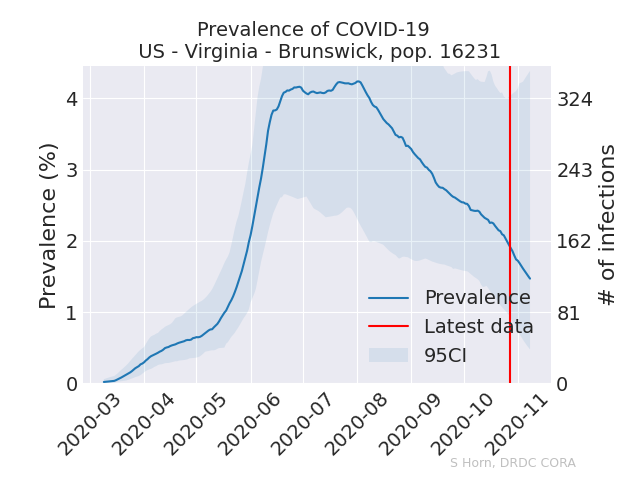 Prevalence of COVID-19
US - Virginia - Brunswick, pop. 16231
Prevalence (%)
4
3
2
1
0
324
243
162
81
0
# of infections
Prevalence
Latest data
95CI
2020-03
2020-04
2020-05
2020-06
2020-07
2020-08
2020-09
2020-10
2020-11
S Horn, DRDC CORA